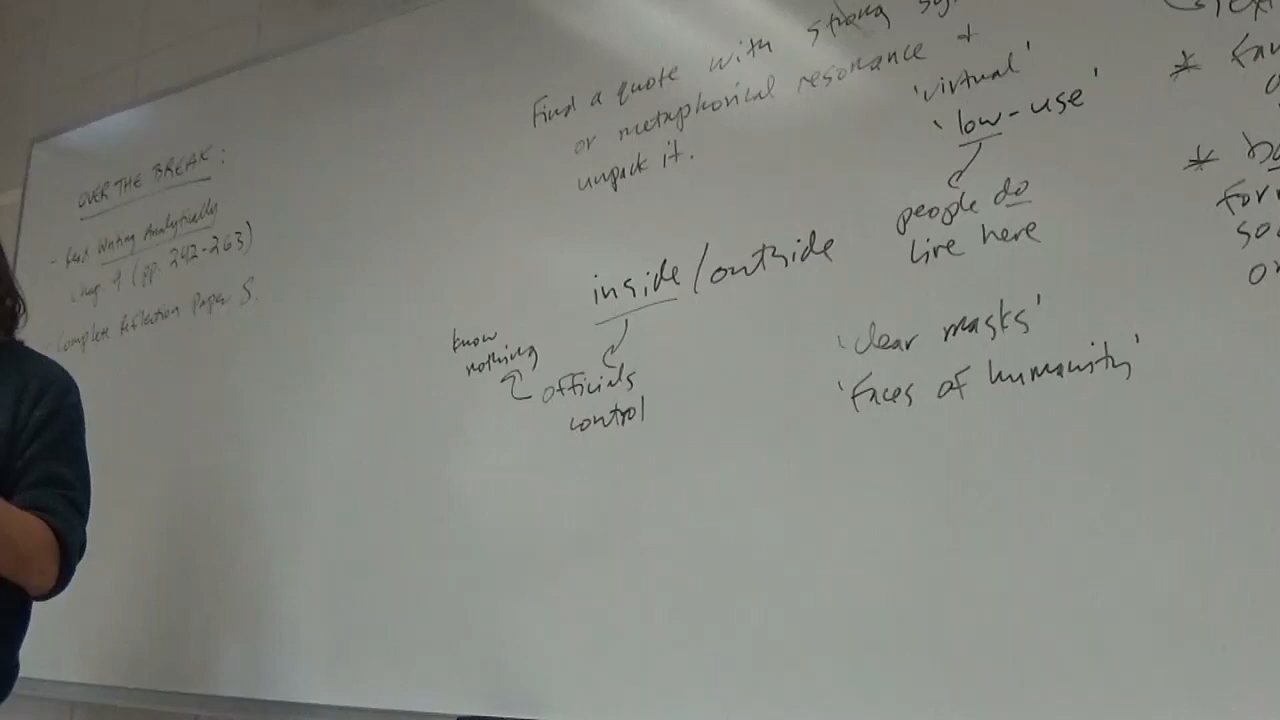 OVER THE BREAK:
- Read Writing Analytically
Chap 9 (pp. 242-263)
- Complete Reflection Paper 5.
Find a quote with strong
or metaphorical resonance +
unpack it.
inside/outside
know
nothing
officials
control
'virtual'
'low-use'
people do
live here
'clear masks'
'faces of humanity'
*
*